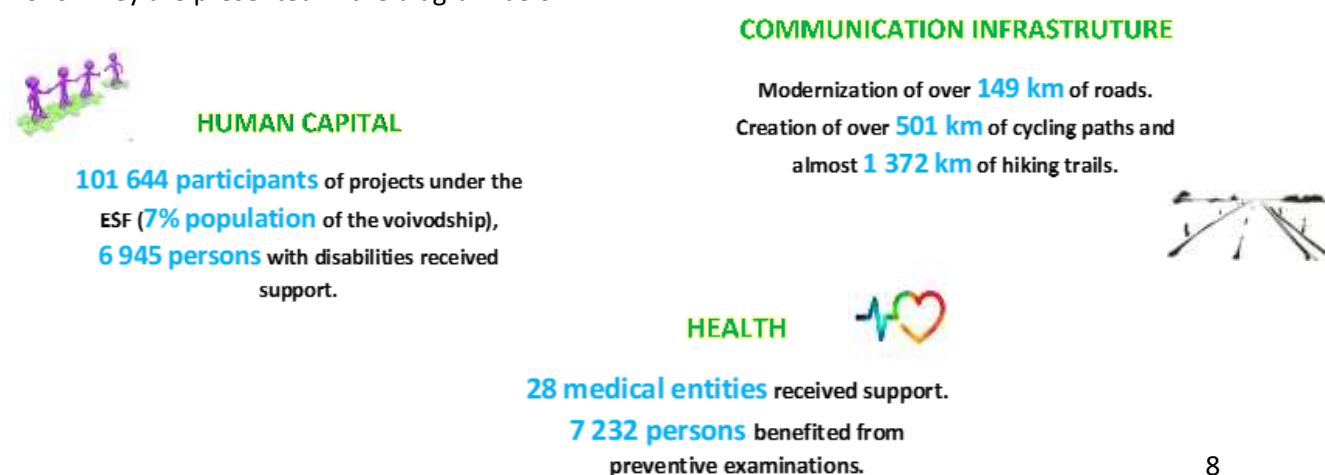 HUMAN CAPITAL
101 644 participants of projects under the
ESF (7% population of the voivodship),
6 945 persons with disabilities received
support.
COMMUNICATION INFRASTRUTURE
Modernization of over 149 km of roads.
Creation of over 501 km of cycling paths and
almost 1 372 km of hiking trails.
HEALTH
28 medical entities received support.
7 232 persons benefited from
preventive examinations.
8